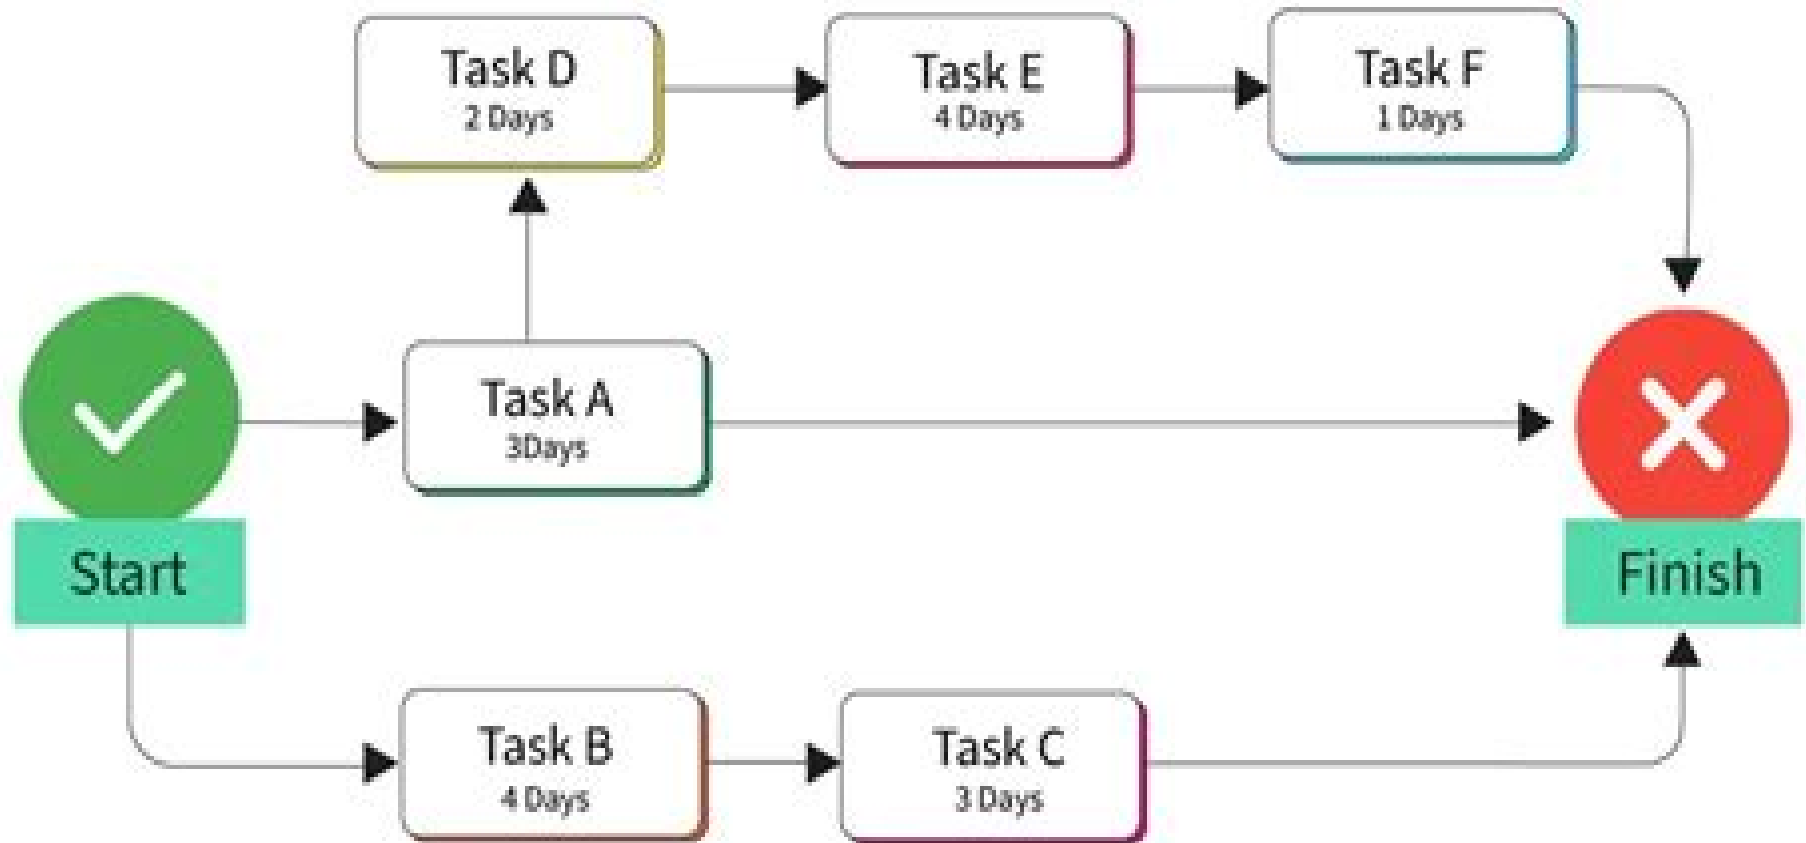 Task D
2 Days
Task E
4 Days
Task F
1 Days
Task A
3Days
Start
Finish
Task B
4 Days
Task C
3 Days